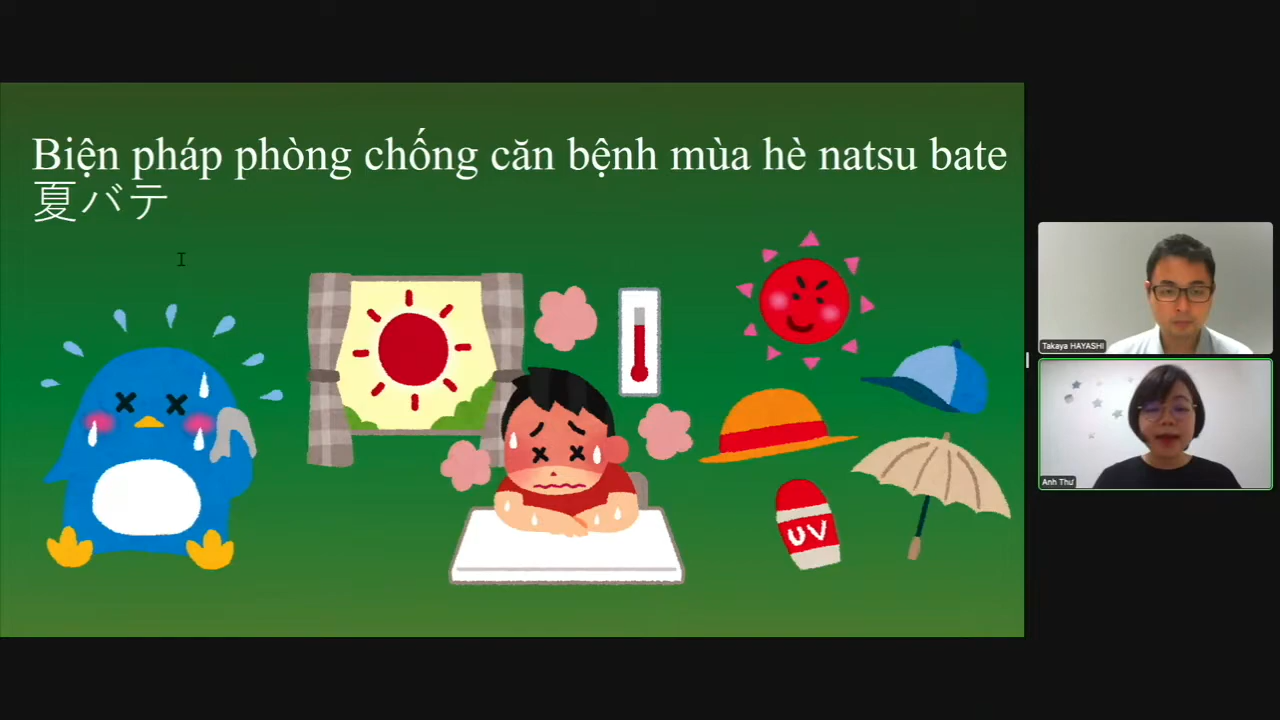 Biện pháp phòng chống căn bệnh mùa hè natsu bate
夏バテ
UV
Takaya HAYASHI
Anh Thư